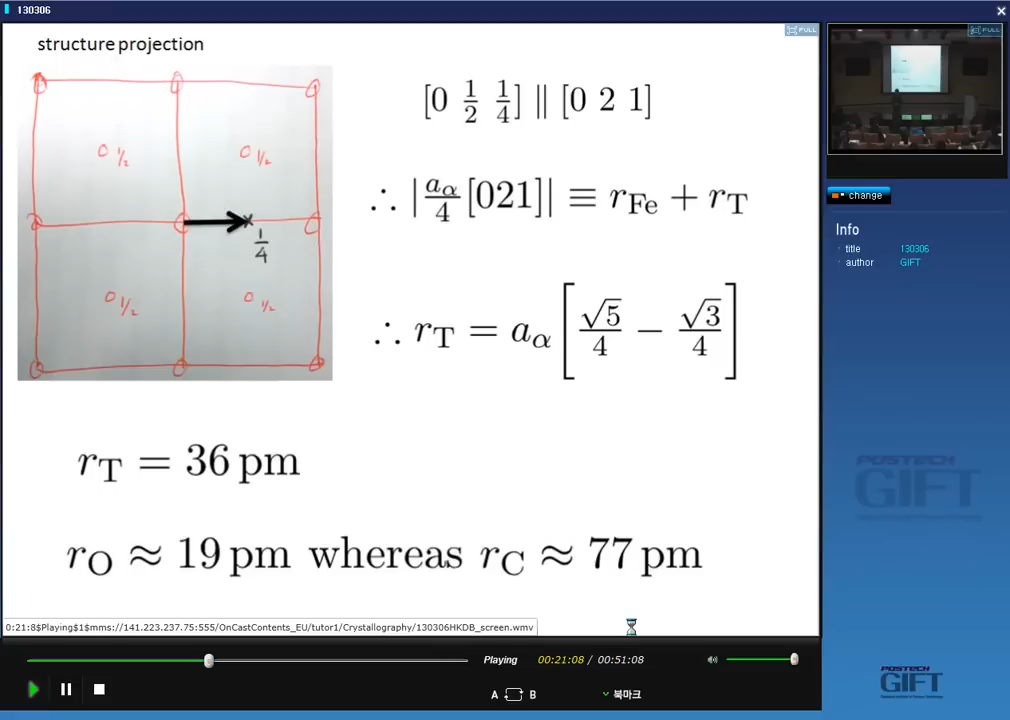 130306
structure projection
FULL
FULL
0 ½ 0 ½
1/4
0 ½ 0 ½
[0 1/2 1/4] ∥ [0 2 1]
∴ |a_α/4 [021]| ≡ r_Fe + r_T
∴ r_T = a_α [√5/4 − √3/4]
r_T = 36 pm
r_O ≈ 19 pm whereas r_C ≈ 77 pm
change
Info
title 130306
author GIFT
POSTECH
GIFT
0:21:8$Playing$1$mms://141.223.237.75:555/OnCastContents_EU/tutor1/Crystallography/130306HKDB_screen.wmv
Playing 00:21:08 / 00:51:08
A B 북마크
POSTECH
GIFT